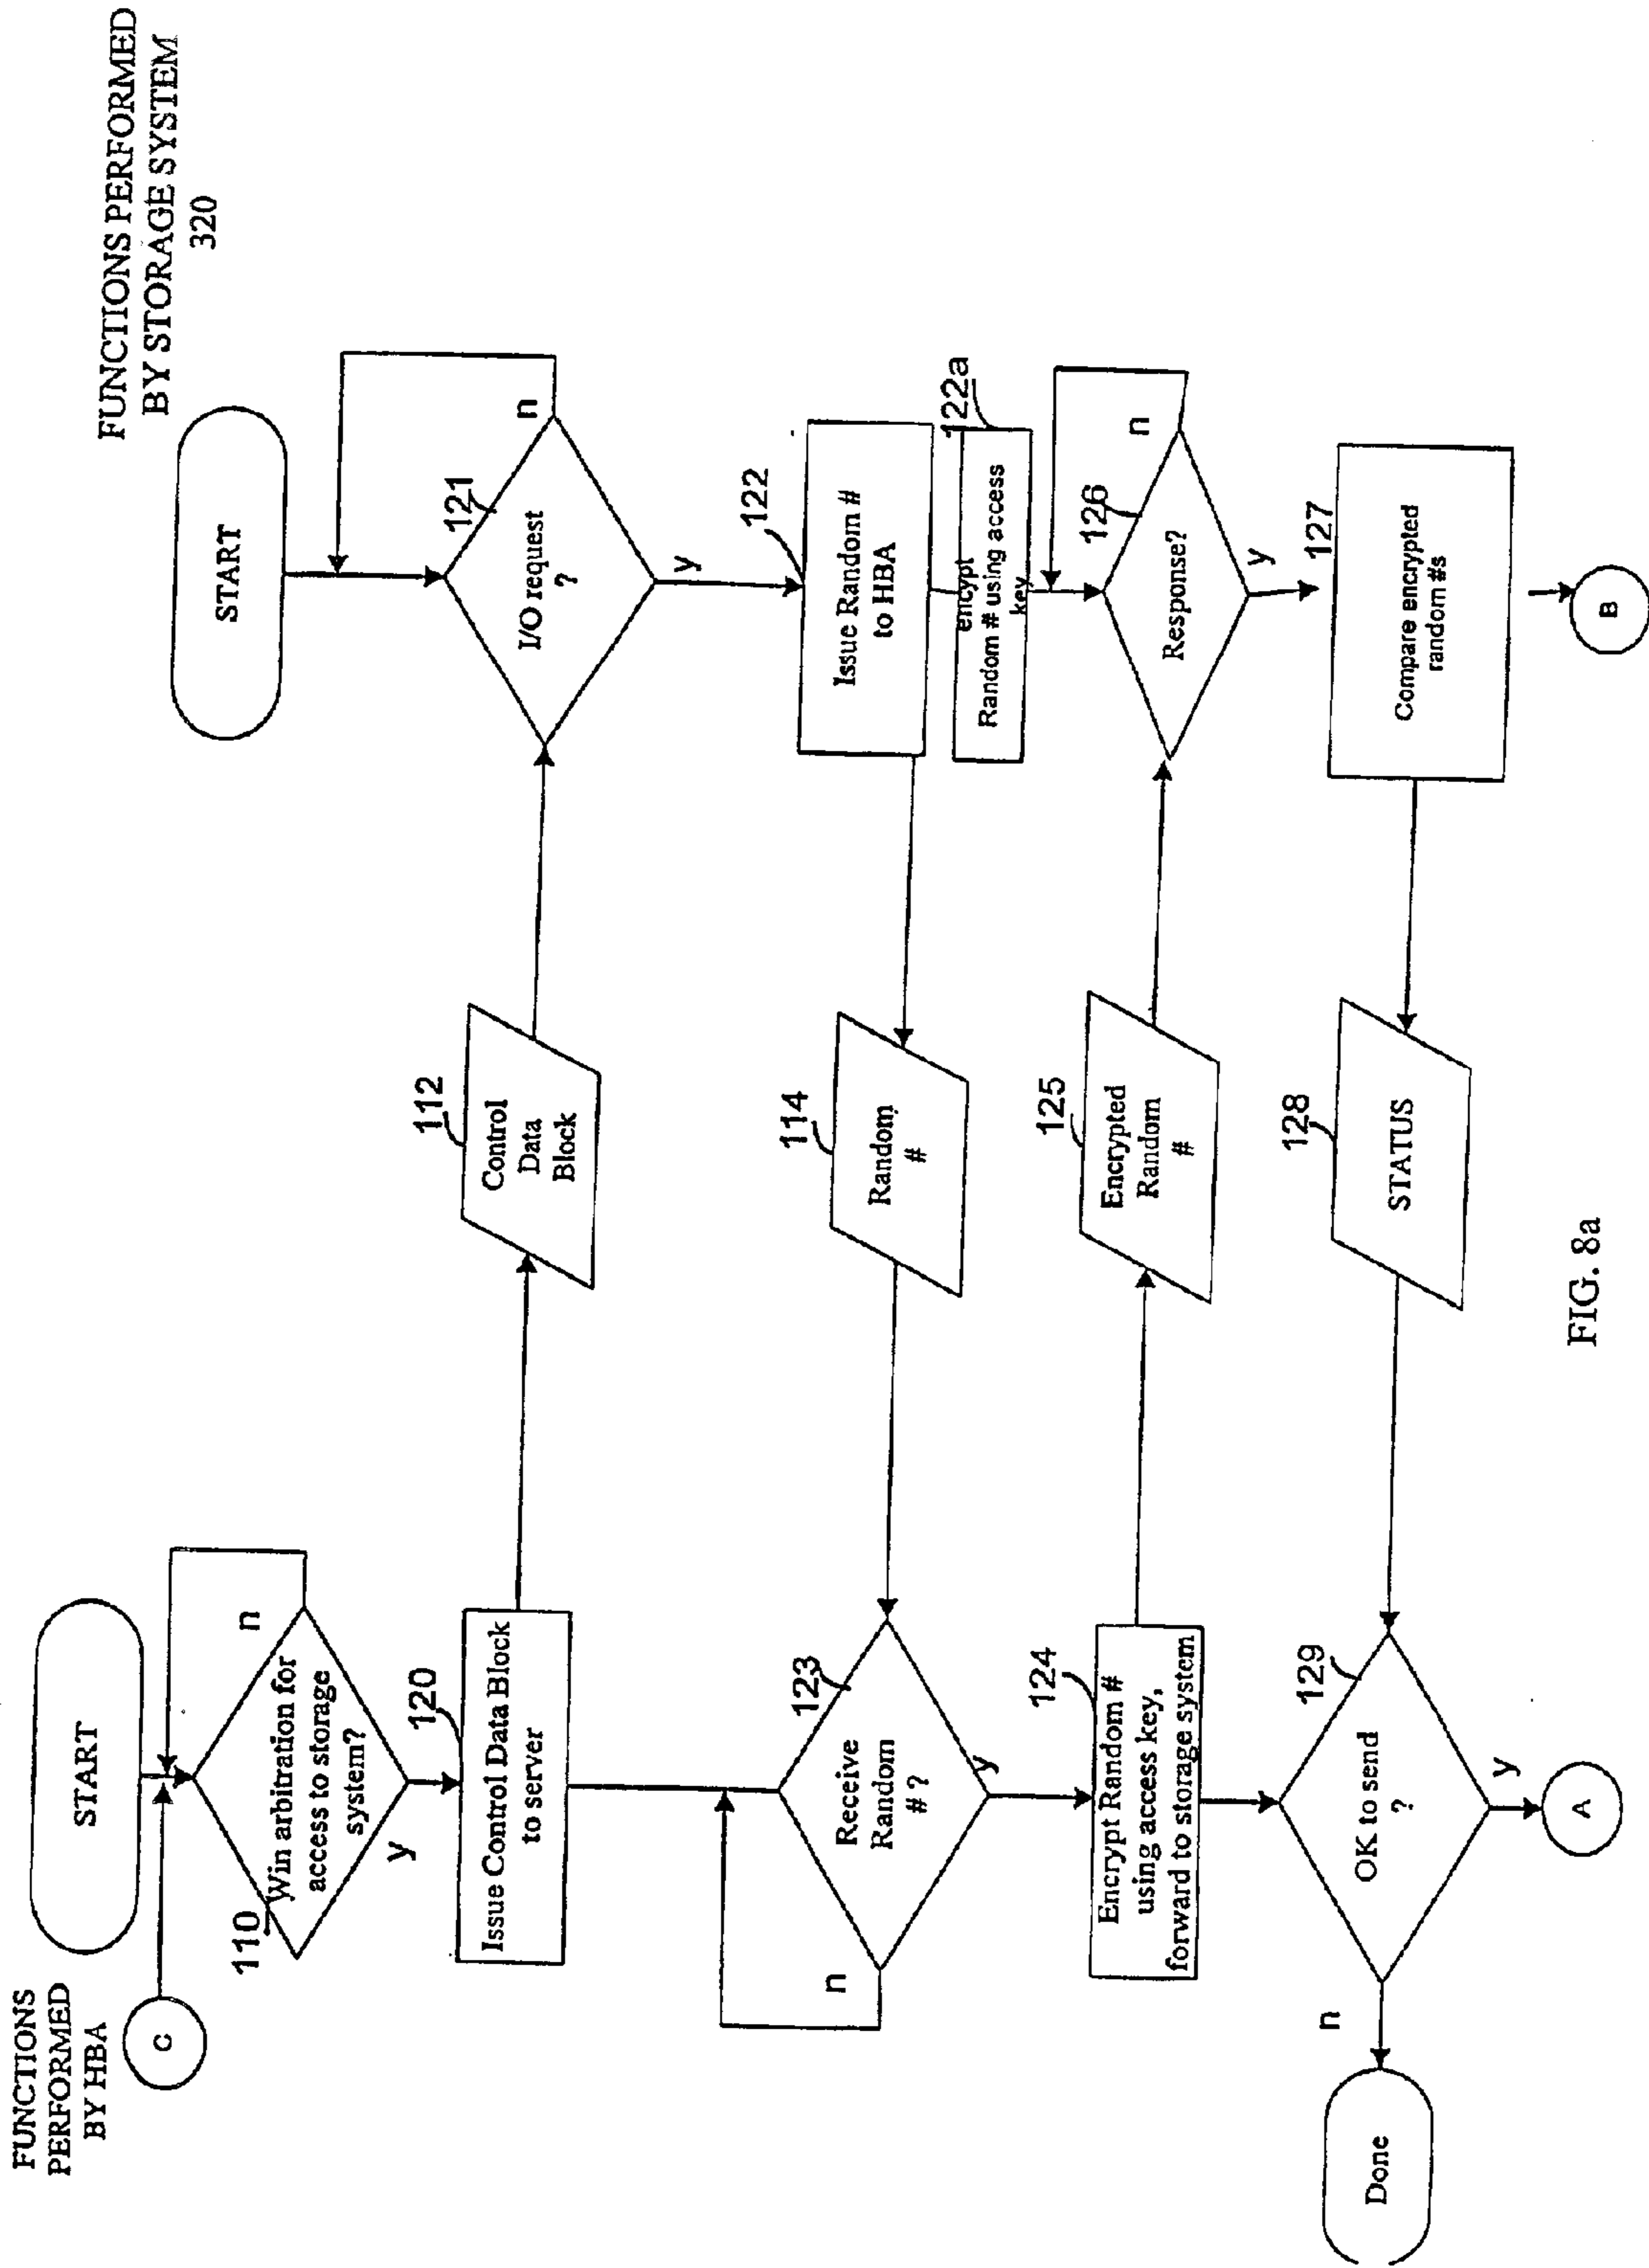 FUNCTIONS
PERFORMED
BY HBA
FUNCTIONS PERFORMED
BY STORAGE SYSTEM
320
C
START
START
110
Win arbitration for
access to storage
system?
n
y
120
Issue Control Data Block
to server
112
Control
Data
Block
121
I/O request
?
n
y
122
Issue Random #
to HBA
122a
encypt
Random # using access
key
114
Random
#
123
Receive
Random
# ?
n
y
124
Encrypt Random #
using access key,
forward to storage system
125
Encrypted
Random
#
126
Response?
n
y
127
Compare encrypted
random #s
B
128
STATUS
129
OK to send
?
n
y
Done
A
FIG. 8a